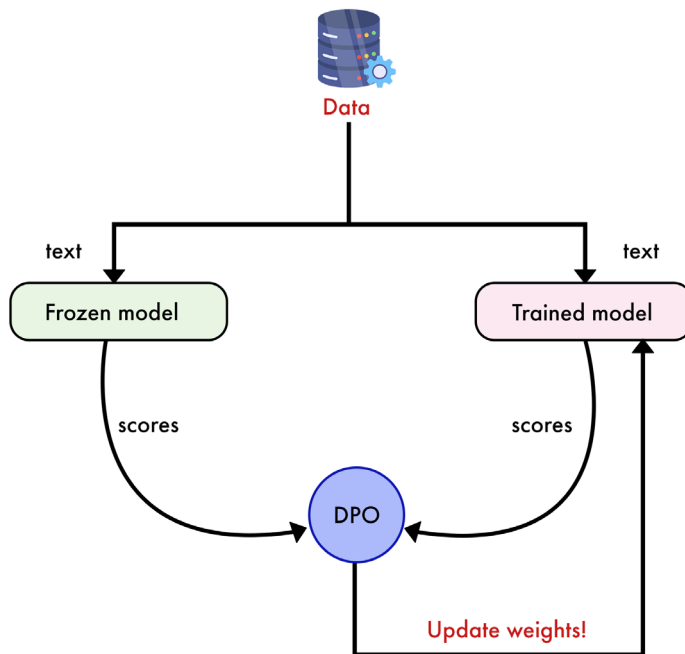 Data
text
text
Frozen model
Trained model
scores
scores
DPO
Update weights!